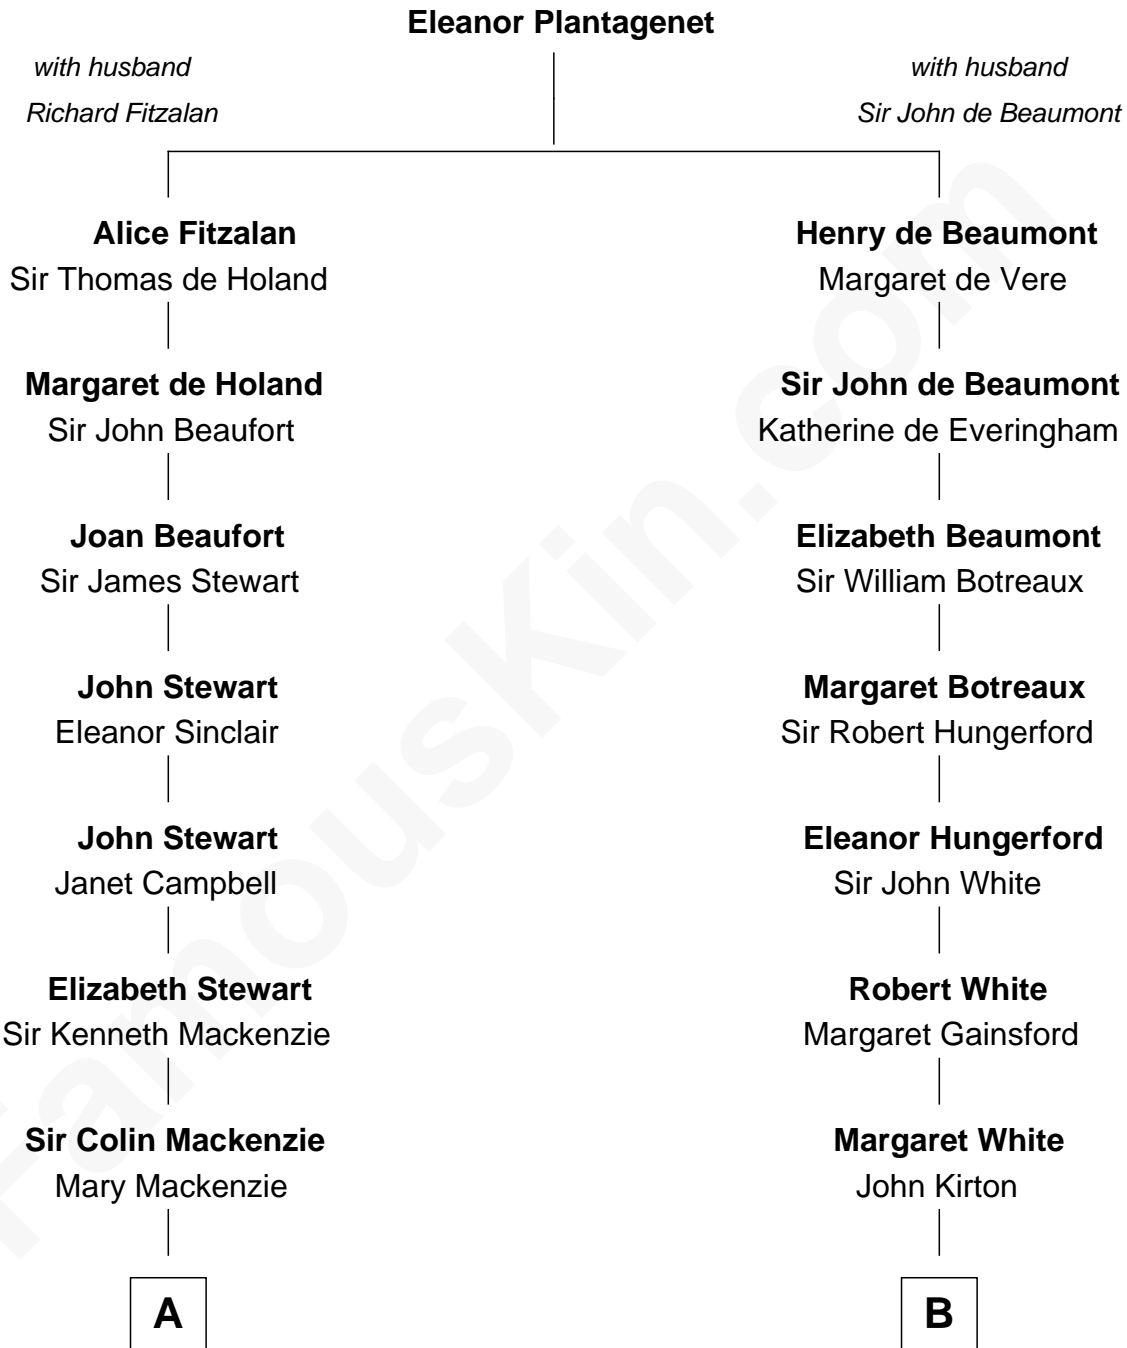 Eleanor Plantagenet
with husband
Richard Fitzalan
with husband
Sir John de Beaumont
Alice Fitzalan
Sir Thomas de Holand
Henry de Beaumont
Margaret de Vere
Margaret de Holand
Sir John Beaufort
Sir John de Beaumont
Katherine de Everingham
Joan Beaufort
Sir James Stewart
Elizabeth Beaumont
Sir William Botreaux
John Stewart
Eleanor Sinclair
Margaret Botreaux
Sir Robert Hungerford
John Stewart
Janet Campbell
Eleanor Hungerford
Sir John White
Elizabeth Stewart
Sir Kenneth Mackenzie
Robert White
Margaret Gainsford
Sir Colin Mackenzie
Mary Mackenzie
Margaret White
John Kirton
A
B
FamousKin.com